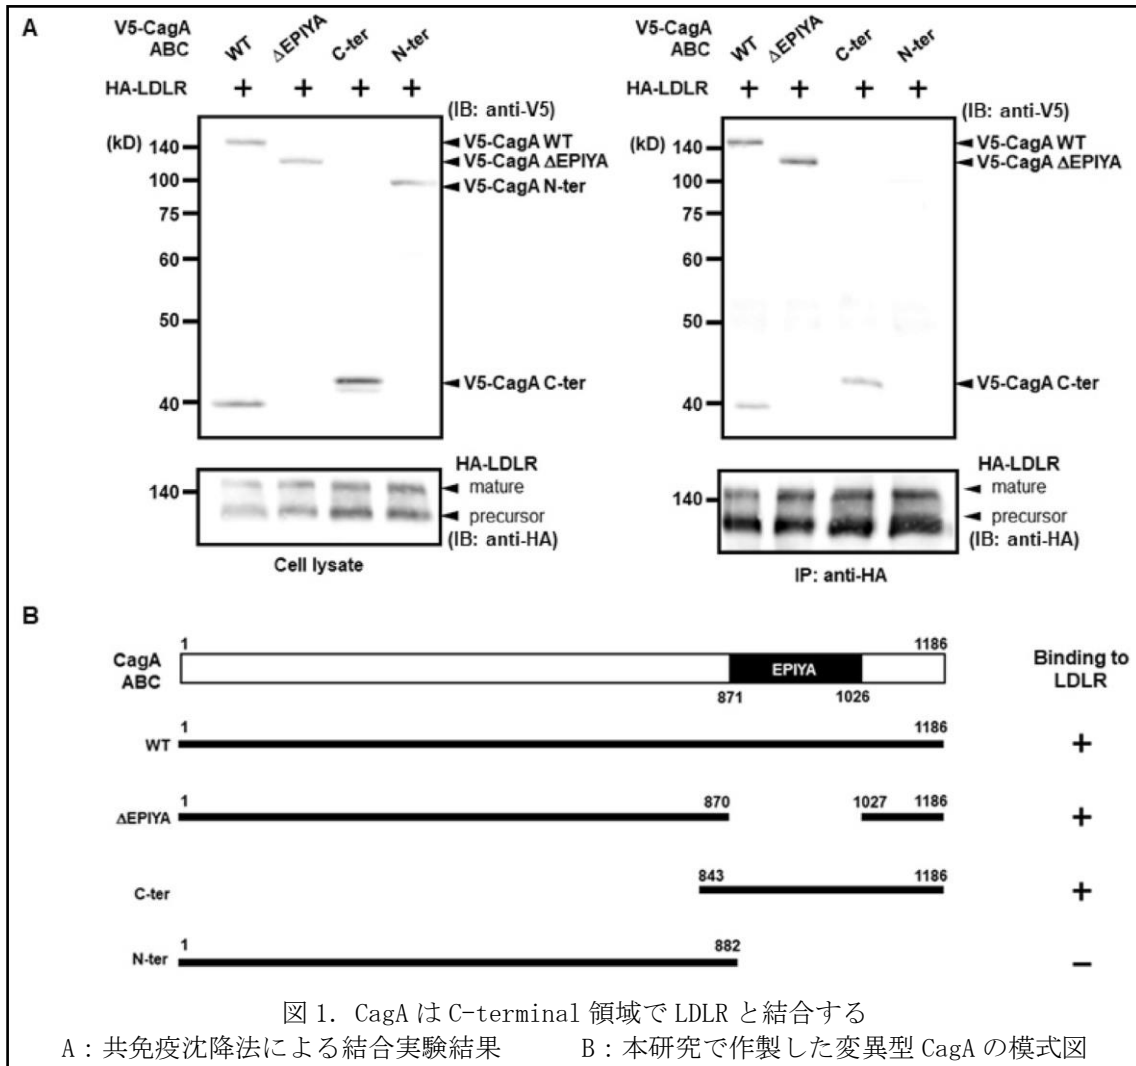 A
V5-CagA ABC WT ΔEPIYA C-ter N-ter
HA-LDLR + + + +
(IB: anti-V5)
(kD) 140 V5-CagA WT
V5-CagA ΔEPIYA
100 V5-CagA N-ter
75
60
50
V5-CagA C-ter
40
HA-LDLR
140 mature
precursor
(IB: anti-HA)
Cell lysate
V5-CagA ABC WT ΔEPIYA C-ter N-ter
HA-LDLR + + + +
(IB: anti-V5)
(kD) 140 V5-CagA WT
V5-CagA ΔEPIYA
100
75
60
50
V5-CagA C-ter
40
HA-LDLR
140 mature
precursor
(IB: anti-HA)
IP: anti-HA
B
1 1186
CagA ABC EPIYA
871 1026
Binding to LDLR
1 1186
WT +
1 870 1027 1186
ΔEPIYA +
843 1186
C-ter +
1 882
N-ter −
図 1. CagA は C-terminal 領域で LDLR と結合する
A：共免疫沈降法による結合実験結果 B：本研究で作製した変異型 CagA の模式図